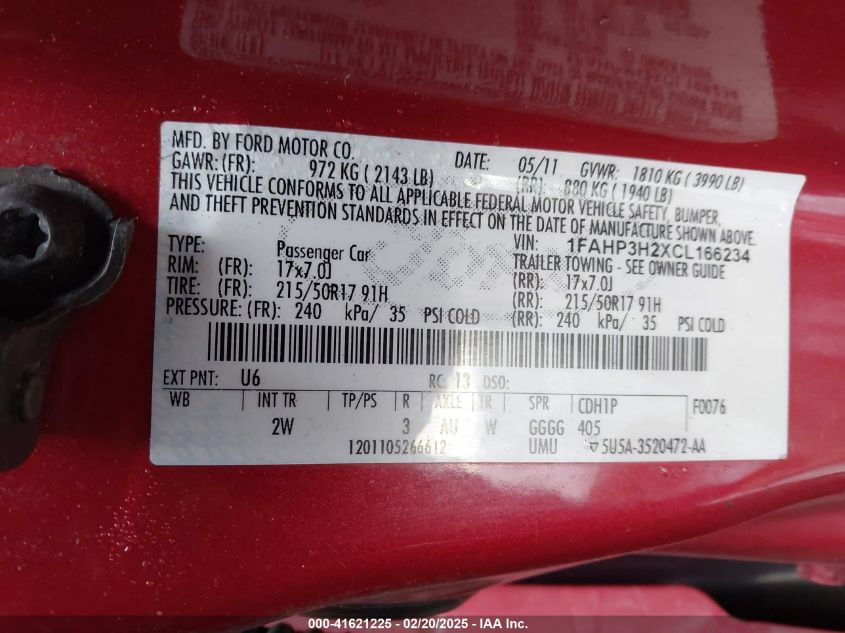 MFD. BY FORD MOTOR CO. DATE: 05/11 GVWR: 1810 KG ( 3990 LB)
GAWR: (FR): 972 KG ( 2143 LB) (RR): 880 KG ( 1940 LB)
THIS VEHICLE CONFORMS TO ALL APPLICABLE FEDERAL MOTOR VEHICLE SAFETY, BUMPER,
AND THEFT PREVENTION STANDARDS IN EFFECT ON THE DATE OF MANUFACTURE SHOWN ABOVE.
VIN: 1FAHP3H2XCL166234
TYPE: Passenger Car TRAILER TOWING - SEE OWNER GUIDE
RIM: (FR): 17x7.0J (RR): 17x7.0J
TIRE: (FR): 215/50R17 91H (RR): 215/50R17 91H
PRESSURE: (FR): 240 kPa/ 35 PSI COLD (RR): 240 kPa/ 35 PSI COLD
EXT PNT: U6 RC: 13 DSO:
WB INT TR TP/PS R AXLE TR SPR CDH1P F0076
2W 3 AU W GGGG 405
1201105266612 UMU 5U5A-3520472-AA
000-41621225 - 02/20/2025 - IAA Inc.